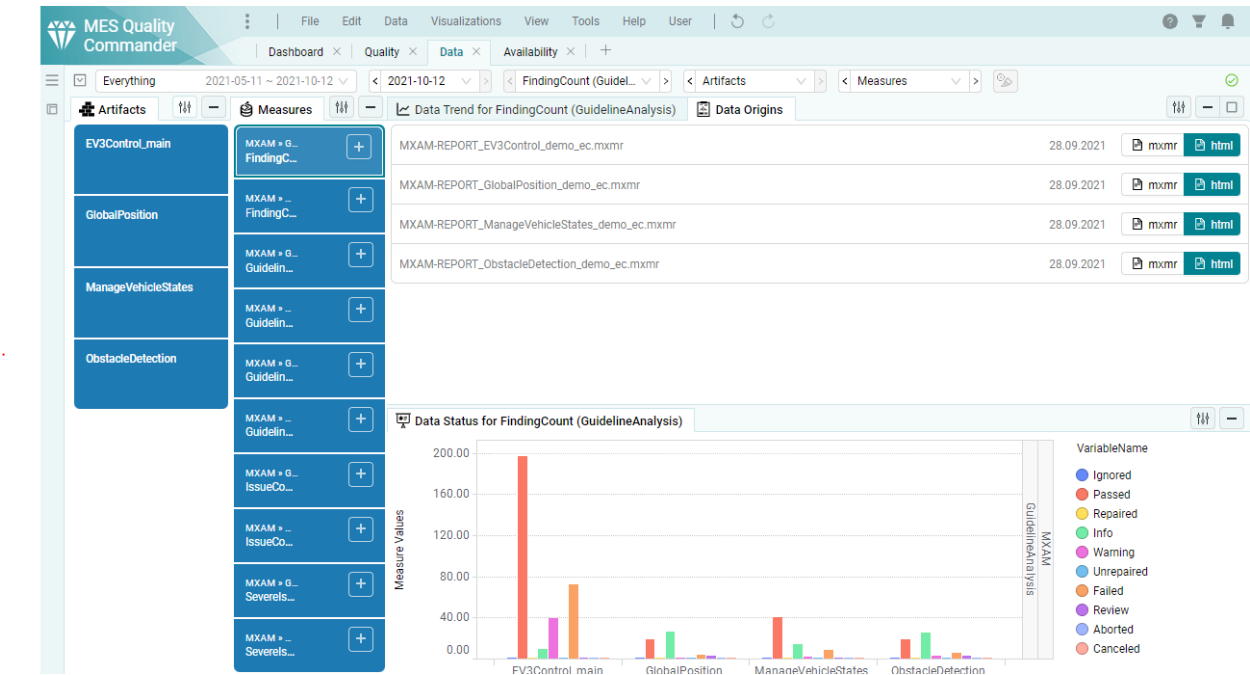 MES Quality
Commander
File Edit Data Visualizations View Tools Help User
Dashboard Quality Data Availability
Everything 2021-05-11 ~ 2021-10-12 2021-10-12 FindingCount (Guidel... Artifacts Measures
Artifacts Measures Data Trend for FindingCount (GuidelineAnalysis) Data Origins
EV3Control_main
GlobalPosition
ManageVehicleStates
ObstacleDetection
MXAM » G...
FindingC...
MXAM » ...
FindingC...
MXAM » G...
Guidelin...
MXAM » ...
Guidelin...
MXAM » G...
Guidelin...
MXAM » ...
Guidelin...
MXAM » G...
IssueCo...
MXAM » ...
IssueCo...
MXAM » G...
SevereIs...
MXAM » ...
SevereIs...
MXAM-REPORT_EV3Control_demo_ec.mxmr 28.09.2021 mxmr html
MXAM-REPORT_GlobalPosition_demo_ec.mxmr 28.09.2021 mxmr html
MXAM-REPORT_ManageVehicleStates_demo_ec.mxmr 28.09.2021 mxmr html
MXAM-REPORT_ObstacleDetection_demo_ec.mxmr 28.09.2021 mxmr html
Data Status for FindingCount (GuidelineAnalysis)
Measure Values
200.00
160.00
120.00
80.00
40.00
0.00
EV3Control_main GlobalPosition ManageVehicleStates ObstacleDetection
GuidelineAnalysis
MXAM
VariableName
Ignored
Passed
Repaired
Info
Warning
Unrepaired
Failed
Review
Aborted
Canceled